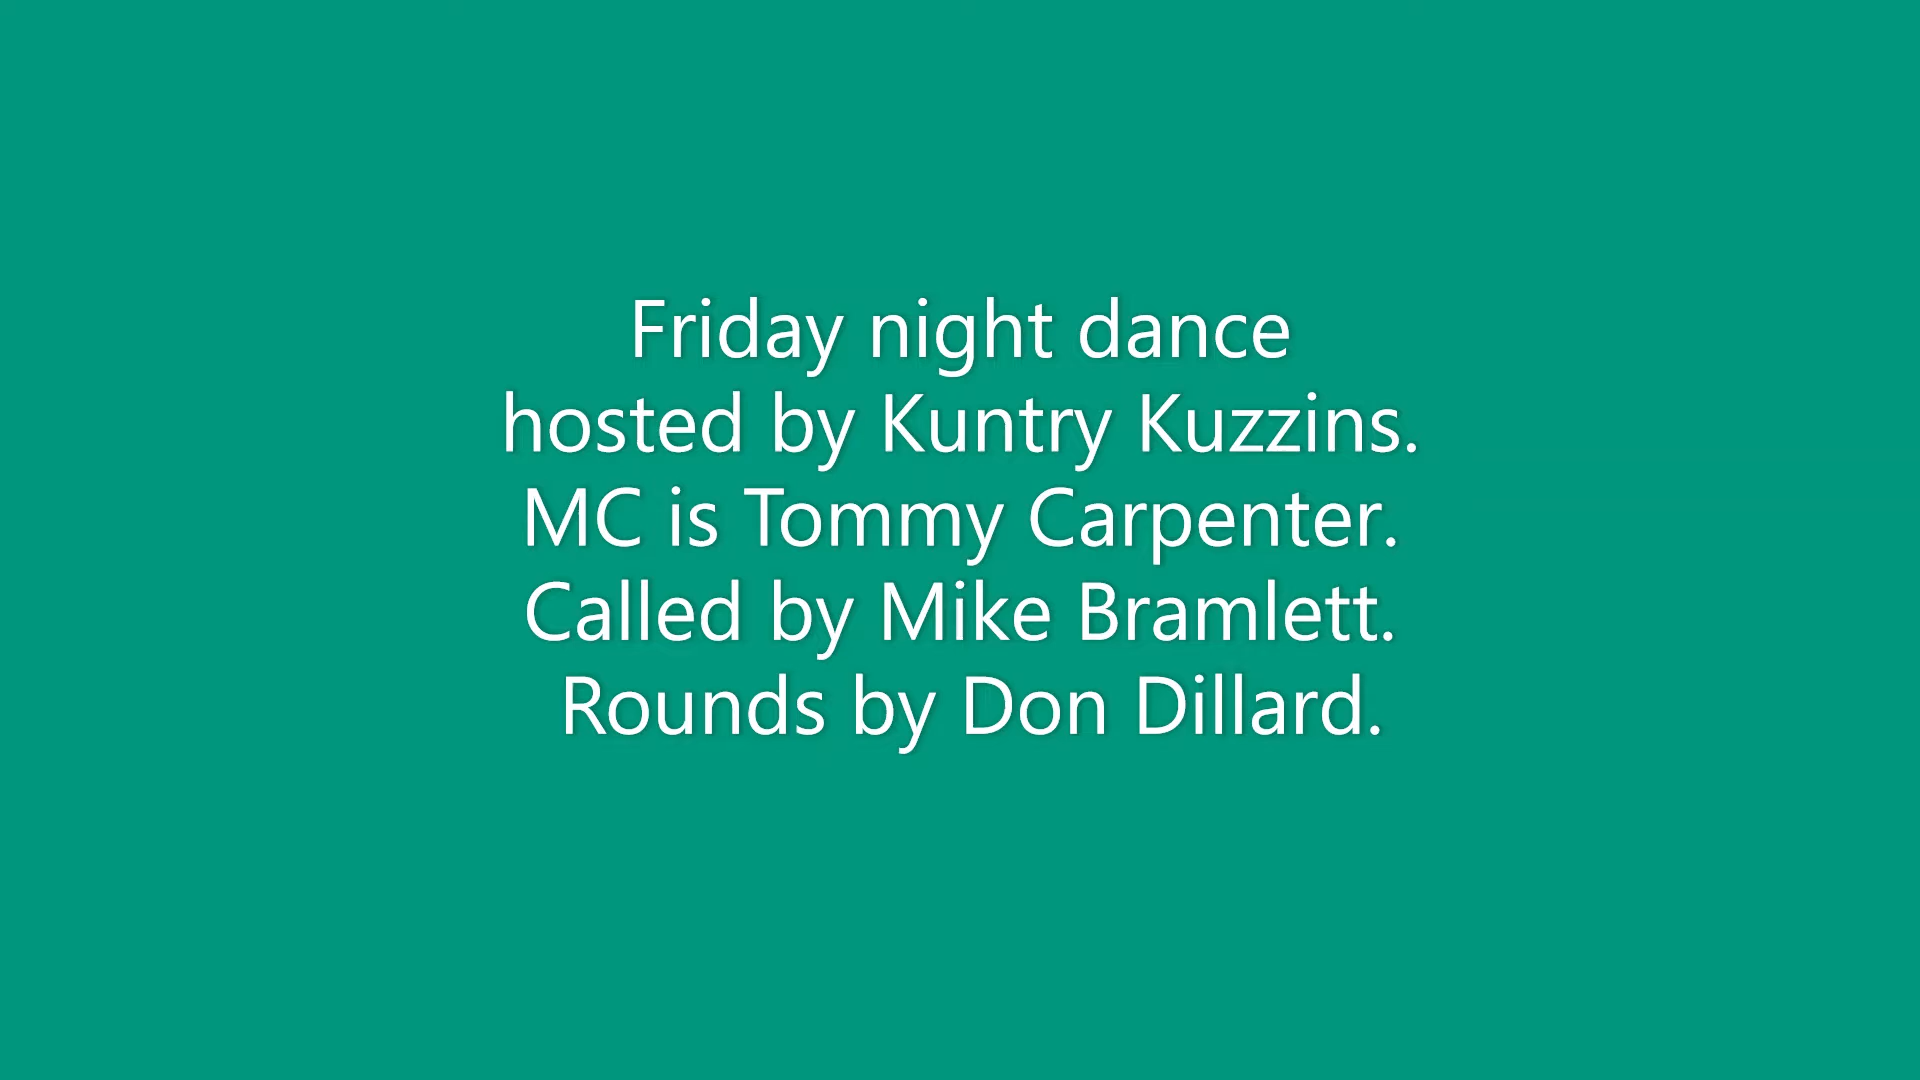 Friday night dance
hosted by Kuntry Kuzzins.
MC is Tommy Carpenter.
Called by Mike Bramlett.
Rounds by Don Dillard.